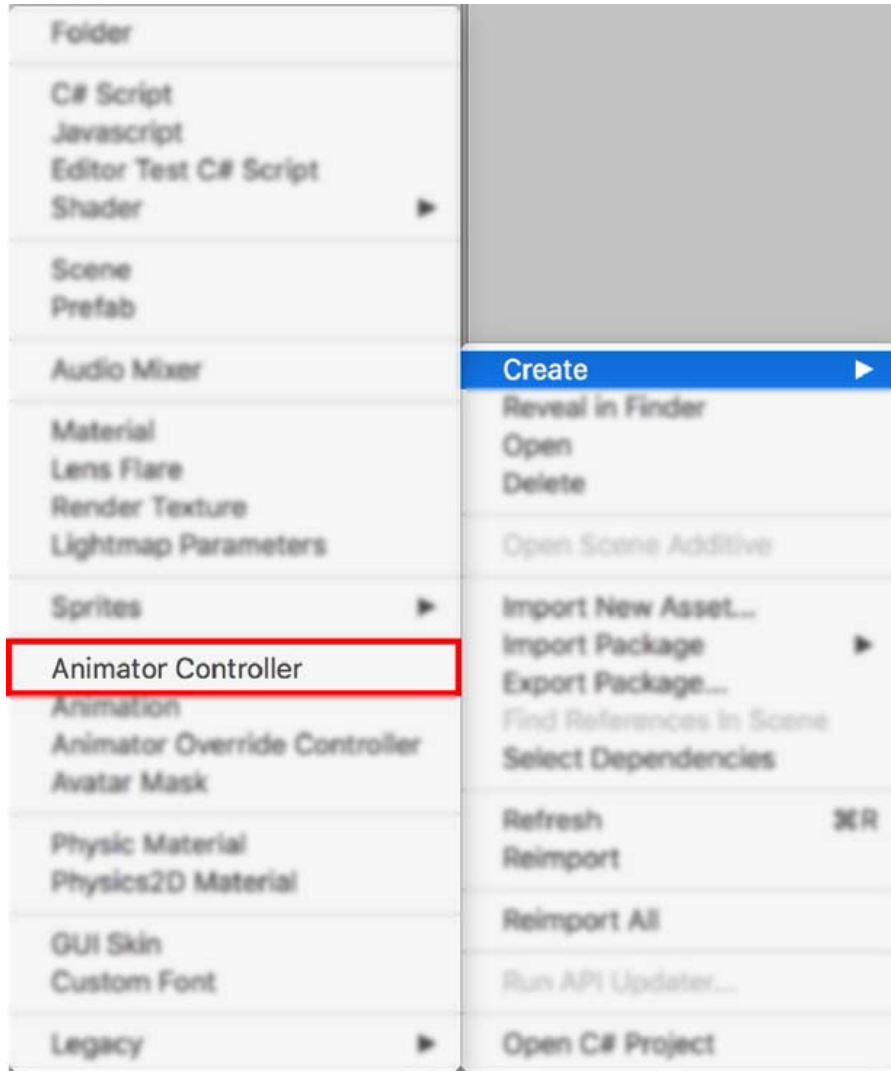 Folder
C# Script
Javascript
Editor Test C# Script
Shader
Scene
Prefab
Audio Mixer
Material
Lens Flare
Render Texture
Lightmap Parameters
Sprites
Animator Controller
Animation
Animator Override Controller
Avatar Mask
Physic Material
Physics2D Material
GUI Skin
Custom Font
Legacy
Create
Reveal in Finder
Open
Delete
Open Scene Additive
Import New Asset...
Import Package
Export Package...
Find References In Scene
Select Dependencies
Refresh ⌘R
Reimport
Reimport All
Run API Updater...
Open C# Project